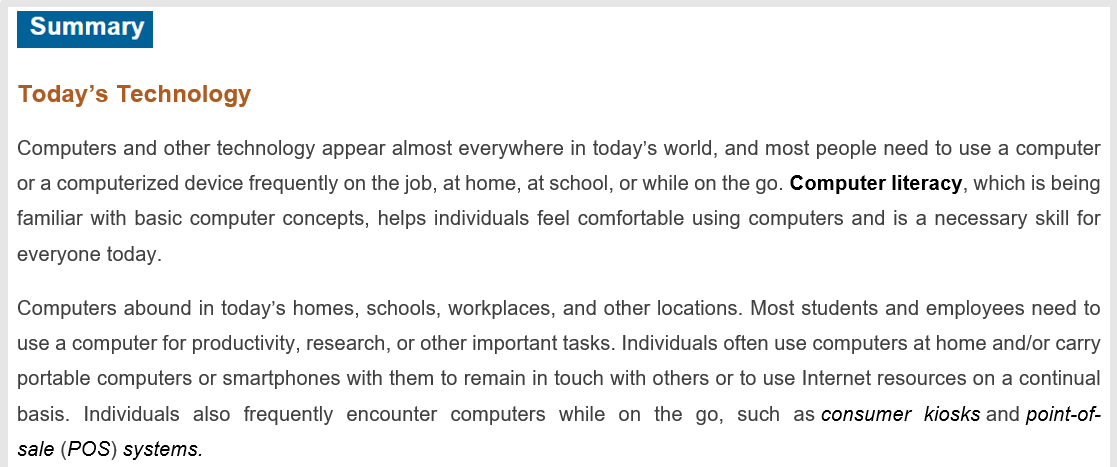 Summary
Today’s Technology
Computers and other technology appear almost everywhere in today’s world, and most people need to use a computer
or a computerized device frequently on the job, at home, at school, or while on the go. Computer literacy, which is being
familiar with basic computer concepts, helps individuals feel comfortable using computers and is a necessary skill for
everyone today.
Computers abound in today’s homes, schools, workplaces, and other locations. Most students and employees need to
use a computer for productivity, research, or other important tasks. Individuals often use computers at home and/or carry
portable computers or smartphones with them to remain in touch with others or to use Internet resources on a continual
basis. Individuals also frequently encounter computers while on the go, such as consumer kiosks and point-of-
sale (POS) systems.